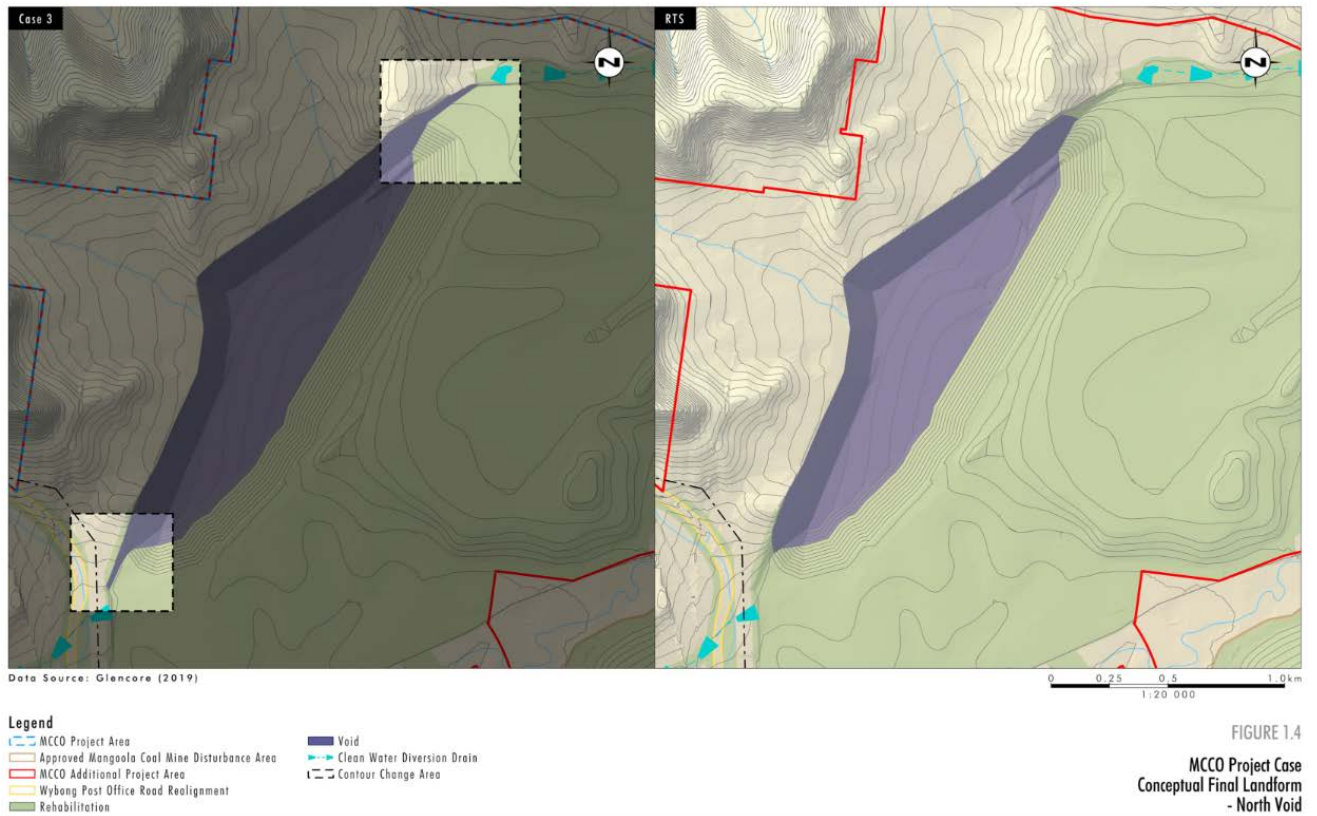 Case 3
RTS
N
N
Data Source: Glencore (2019)
0 0.25 0.5 1.0km
1:20 000
Legend
MCCO Project Area
Approved Mangoola Coal Mine Disturbance Area
MCCO Additional Project Area
Wybong Post Office Road Realignment
Rehabilitation
Void
Clean Water Diversion Drain
Contour Change Area
FIGURE 1.4
MCCO Project Case
Conceptual Final Landform
- North Void